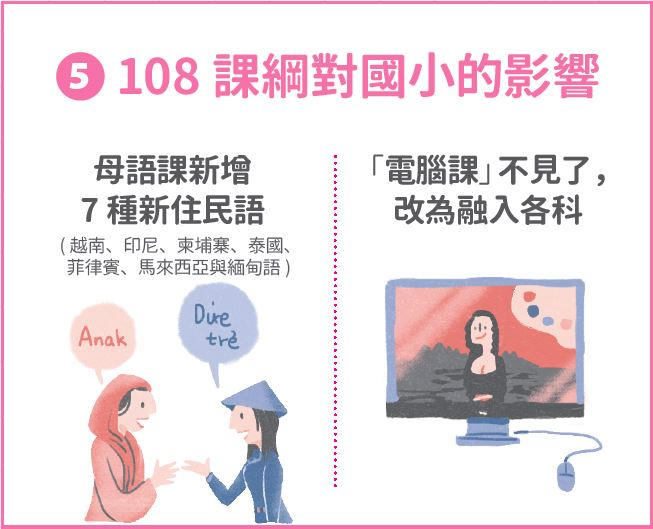 5 108 課綱對國小的影響
母語課新增
7 種新住民語
( 越南、印尼、柬埔寨、泰國、
菲律賓、馬來西亞與緬甸語 )
Anak
Đứa
trẻ
「電腦課」不見了，
改為融入各科